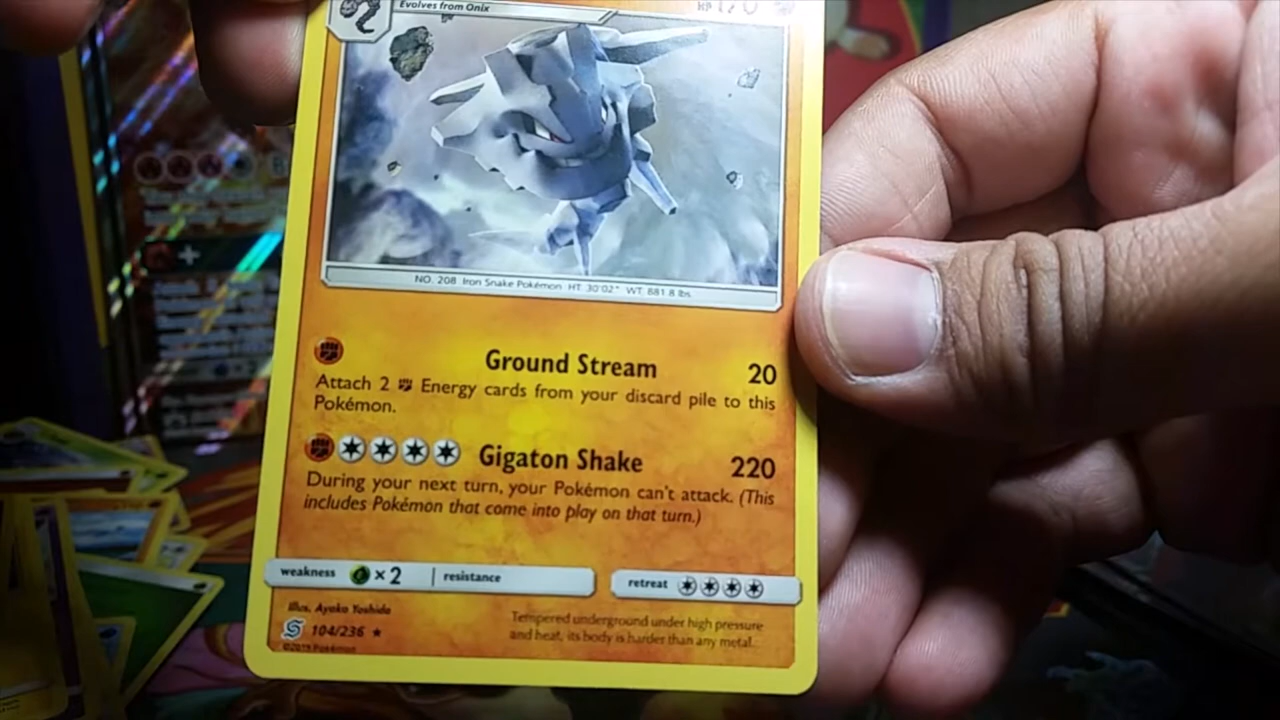 Evolves from Onix
NO. 208 Iron Snake Pokémon HT 30'02" WT 881.8 lbs.
Ground Stream 20
Attach 2 Energy cards from your discard pile to this
Pokémon.
Gigaton Shake 220
During your next turn, your Pokémon can't attack. (This
includes Pokémon that come into play on that turn.)
weakness ×2 resistance
retreat
Illus. Ayako Yoshida
104/236 ★
©2019 Pokémon
Tempered underground under high pressure
and heat, its body is harder than any metal.